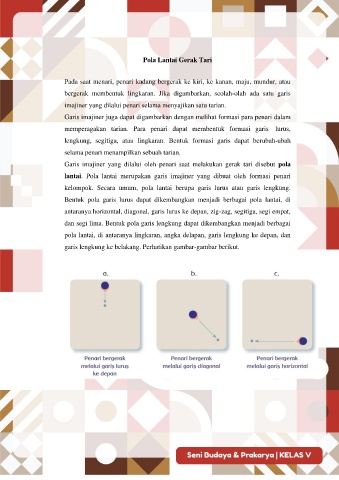 Pola Lantai Gerak Tari
Pada saat menari, penari kadang bergerak ke kiri, ke kanan, maju, mundur, atau
bergerak membentuk lingkaran. Jika digambarkan, seolah-olah ada satu garis
imajiner yang dilalui penari selama menyajikan satu tarian.
Garis imajiner juga dapat digambarkan dengan melihat formasi para penari dalam
memperagakan tarian. Para penari dapat membentuk formasi garis lurus,
lengkung, segitiga, atau lingkaran. Bentuk formasi garis dapat berubah-ubah
selama penari menampilkan sebuah tarian.
Garis imajiner yang dilalui oleh penari saat melakukan gerak tari disebut pola
lantai. Pola lantai merupakan garis imajiner yang dibuat oleh formasi penari
kelompok. Secara umum, pola lantai berupa garis lurus atau garis lengkung.
Bentuk pola garis lurus dapat dikembangkan menjadi berbagai pola lantai, di
antaranya horizontal, diagonal, garis lurus ke depan, zig-zag, segitiga, segi empat,
dan segi lima. Bentuk pola garis lengkung dapat dikembangkan menjadi berbagai
pola lantai, di antaranya lingkaran, angka delapan, garis lengkung ke depan, dan
garis lengkung ke belakang. Perhatikan gambar-gambar berikut.
a.
b.
c.
Penari bergerak
melalui garis lurus
ke depan
Penari bergerak
melalui garis diagonal
Penari bergerak
melalui garis horizontal
Seni Budaya & Prakarya | KELAS V